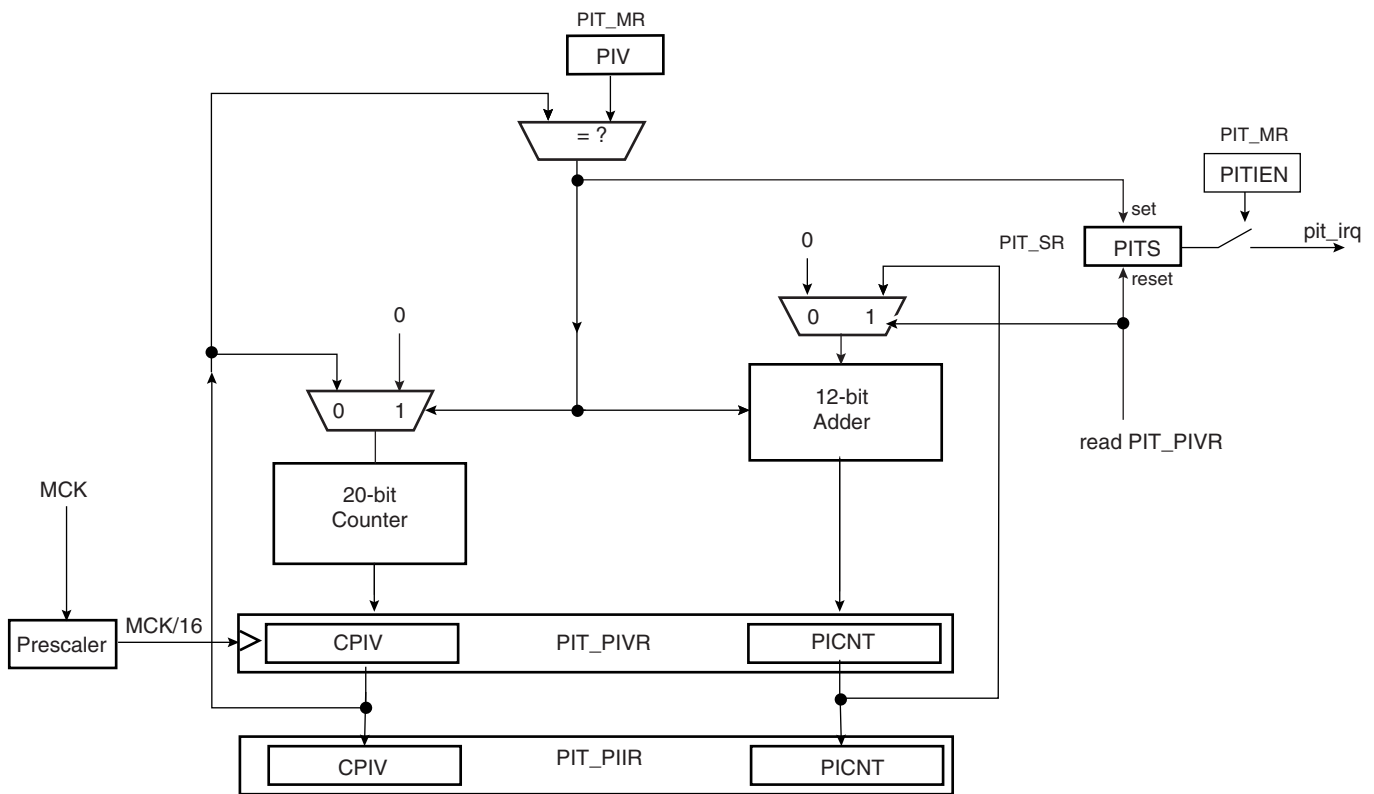 PIT_MR
PIV
= ?
PIT_MR
PITIEN
set
PIT_SR
PITS
pit_irq
reset
0
0 1
0
0 1
12-bit
Adder
read PIT_PIVR
20-bit
Counter
MCK
Prescaler
MCK/16
CPIV
PIT_PIVR
PICNT
CPIV
PIT_PIIR
PICNT